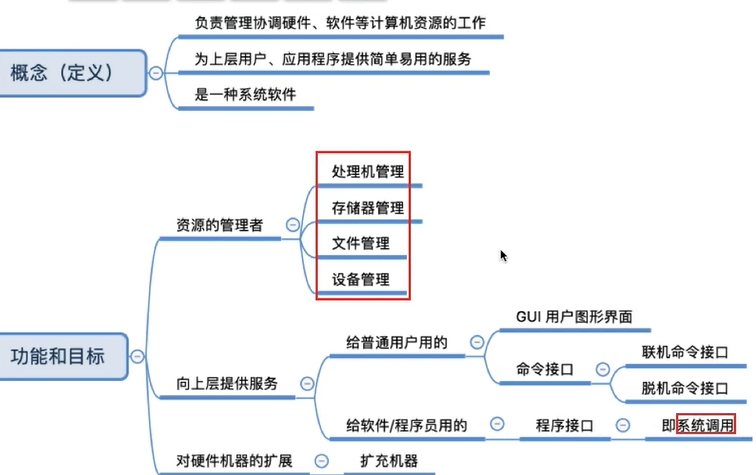 负责管理协调硬件、软件等计算机资源的工作
概念（定义）
为上层用户、应用程序提供简单易用的服务
是一种系统软件
处理机管理
存储器管理
资源的管理者
文件管理
设备管理
GUI 用户图形界面
给普通用户用的
联机命令接口
功能和目标
命令接口
向上层提供服务
脱机命令接口
给软件/程序员用的
程序接口
即系统调用
对硬件机器的扩展
扩充机器